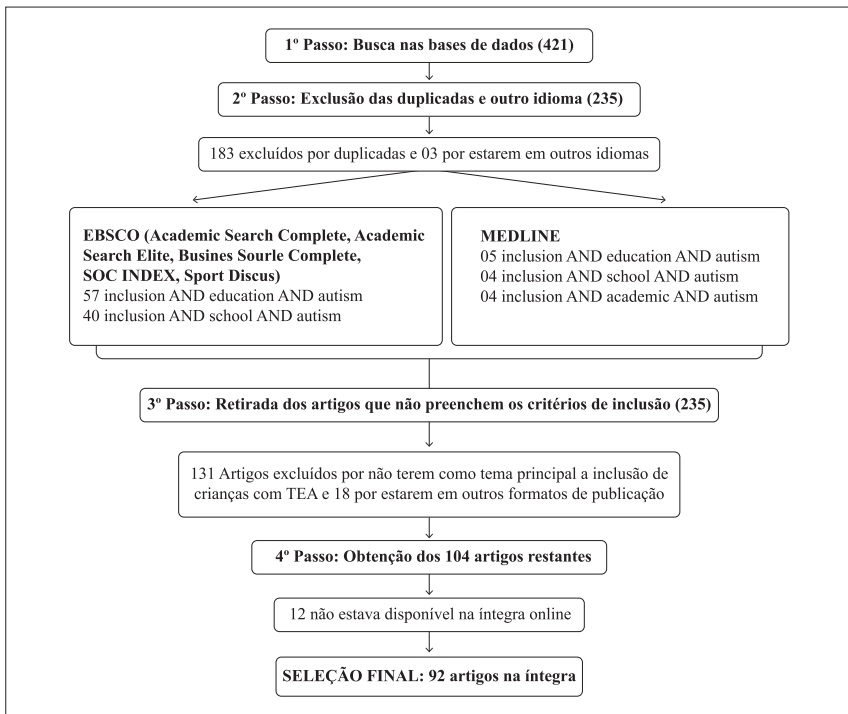 1º Passo: Busca nas bases de dados (421)
2º Passo: Exclusão das duplicadas e outro idioma (235)
183 excluídos por duplicadas e 03 por estarem em outros idiomas
EBSCO (Academic Search Complete, Academic
Search Elite, Busines Sourle Complete,
SOC INDEX, Sport Discus)
57 inclusion AND education AND autism
40 inclusion AND school AND autism
MEDLINE
05 inclusion AND education AND autism
04 inclusion AND school AND autism
04 inclusion AND academic AND autism
3º Passo: Retirada dos artigos que não preenchem os critérios de inclusão (235)
131 Artigos excluídos por não terem como tema principal a inclusão de
crianças com TEA e 18 por estarem em outros formatos de publicação
4º Passo: Obtenção dos 104 artigos restantes
12 não estava disponível na íntegra online
SELEÇÃO FINAL: 92 artigos na íntegra